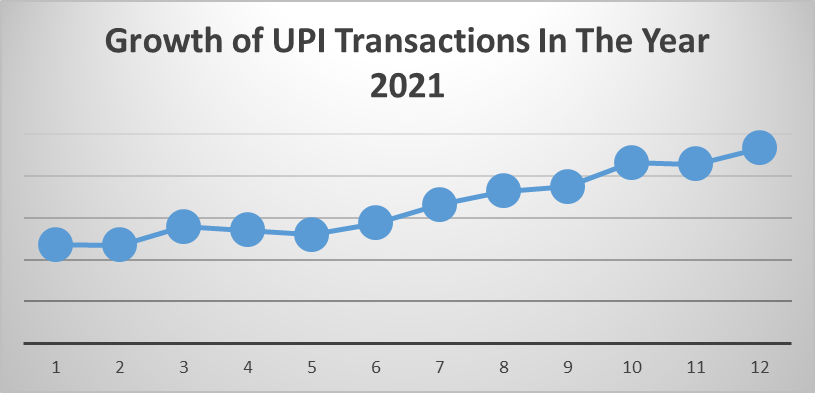 Growth of UPI Transactions In The Year
2021
1 2 3 4 5 6 7 8 9 10 11 12